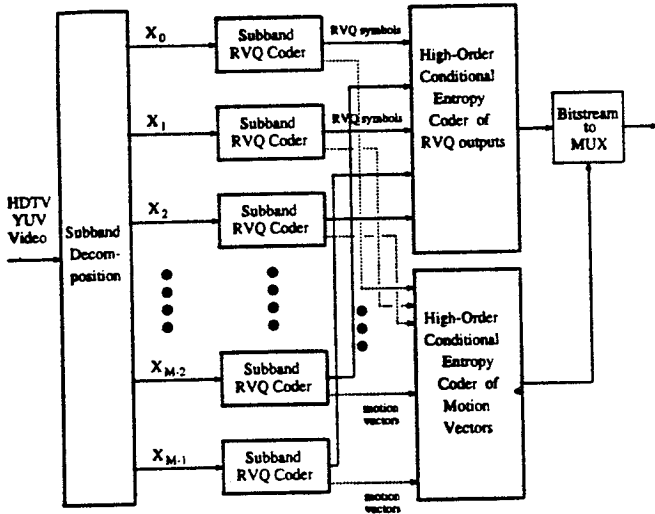 HDTV
YUV
Video
Subband
Decom-
position
X0
Subband
RVQ Coder
RVQ symbols
X1
Subband
RVQ Coder
RVQ symbols
X2
Subband
RVQ Coder
XM-2
Subband
RVQ Coder
motion
vectors
XM-1
Subband
RVQ Coder
motion
vectors
High-Order
Conditional
Entropy
Coder of
RVQ outputs
High-Order
Conditional
Entropy
Coder of
Motion
Vectors
Bitstream
to
MUX